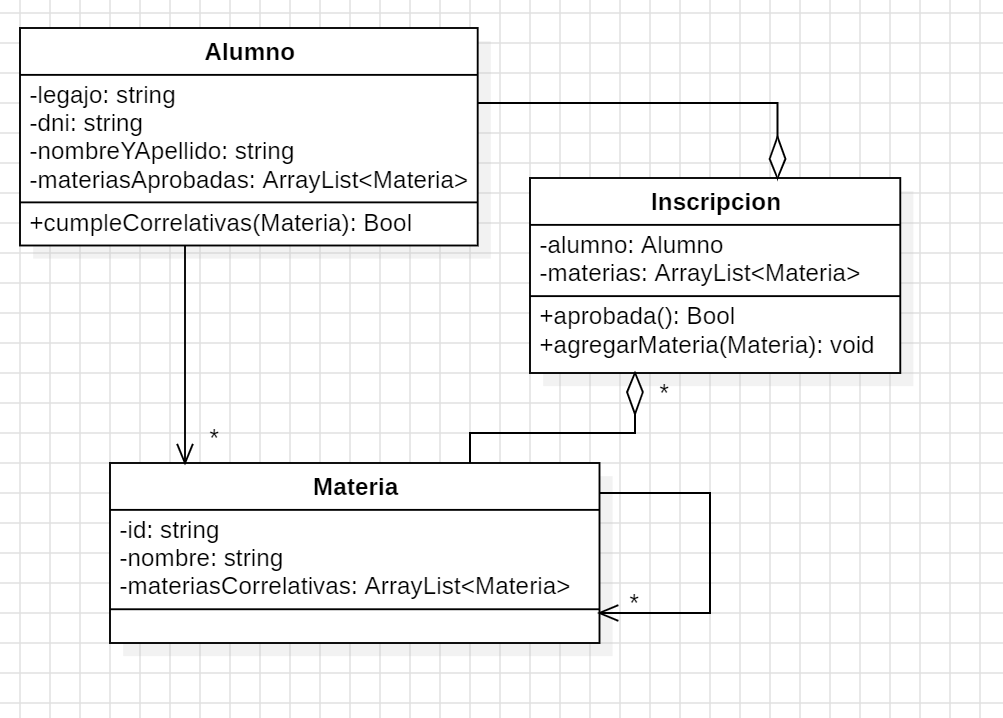 Alumno
-legajo: string
-dni: string
-nombreYApellido: string
-materiasAprobadas: ArrayList<Materia>
+cumpleCorrelativas(Materia): Bool
Inscripcion
-alumno: Alumno
-materias: ArrayList<Materia>
+aprobada(): Bool
+agregarMateria(Materia): void
*
*
Materia
-id: string
-nombre: string
-materiasCorrelativas: ArrayList<Materia>
*